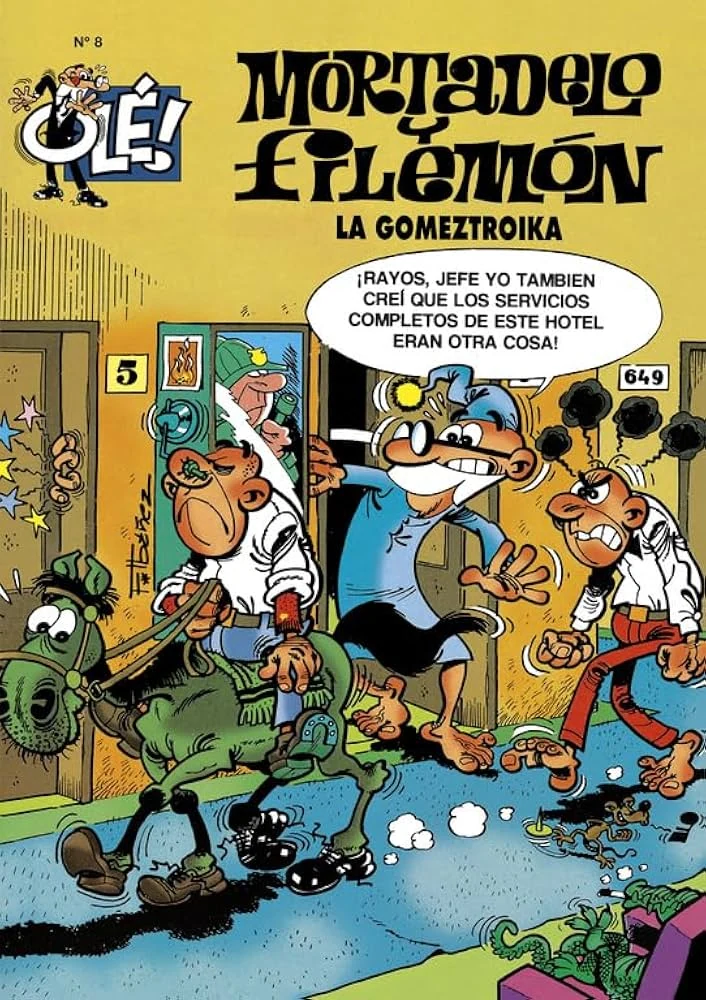 Nº 8
OLÉ!
MORTADELO
Y
FILEMÓN
LA GOMEZTROIKA
¡RAYOS, JEFE YO TAMBIEN
CREÍ QUE LOS SERVICIOS
COMPLETOS DE ESTE HOTEL
ERAN OTRA COSA!
5
649
F. Ibáñez